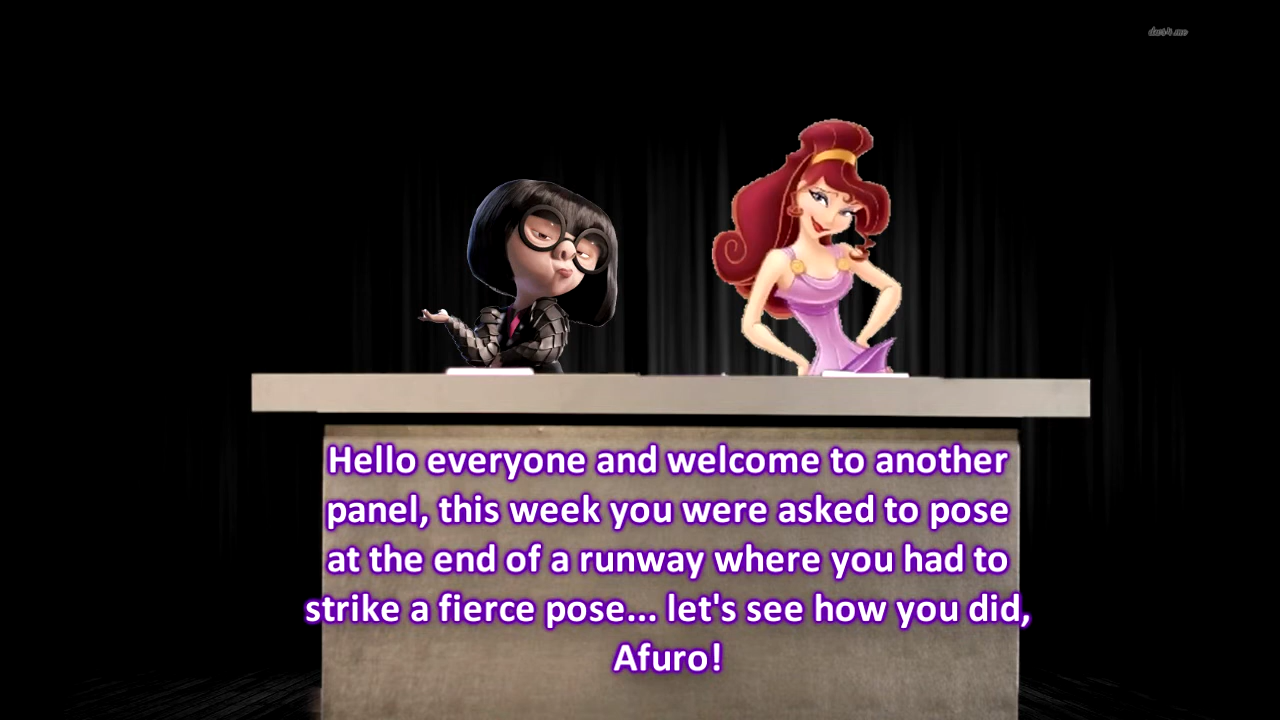 Hello everyone and welcome to another
panel, this week you were asked to pose
at the end of a runway where you had to
strike a fierce pose... let's see how you did,
Afuro!